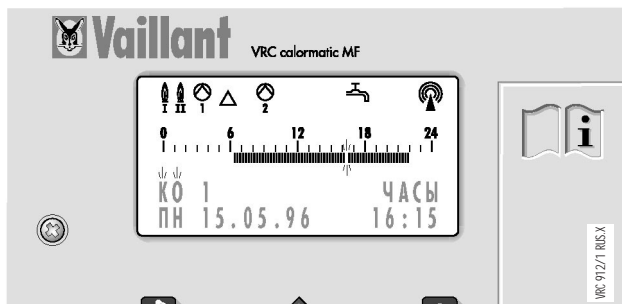 Vaillant
VRC calormatic MF
I II 1 2
0 6 12 18 24
КО 1 ЧАСЫ
ПН 15.05.96 16:15
i
VRC 912/1 RUS.X